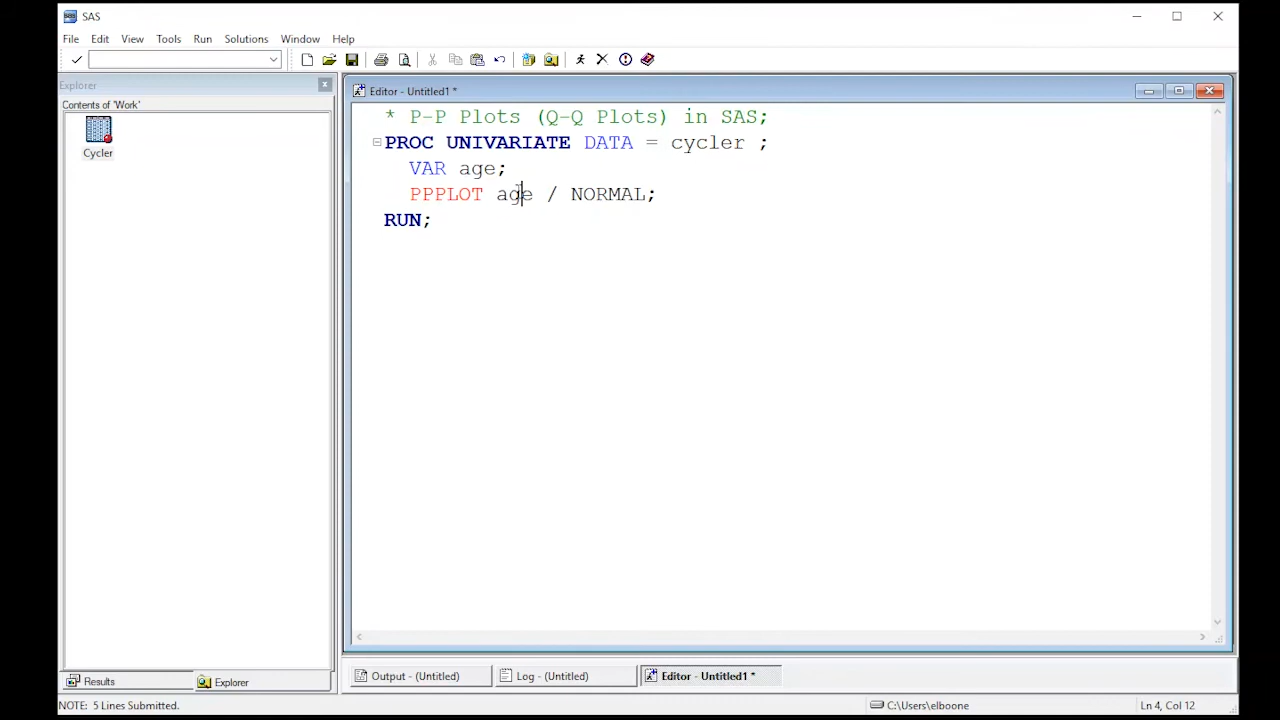 SAS
File Edit View Tools Run Solutions Window Help
Explorer
Contents of 'Work'
Cycler
Editor - Untitled1 *
* P-P Plots (Q-Q Plots) in SAS;
PROC UNIVARIATE DATA = cycler ;
VAR age;
PPPLOT age / NORMAL;
RUN;
Results
Explorer
Output - (Untitled)
Log - (Untitled)
Editor - Untitled1 *
NOTE: 5 Lines Submitted.
C:\Users\elboone
Ln 4, Col 12